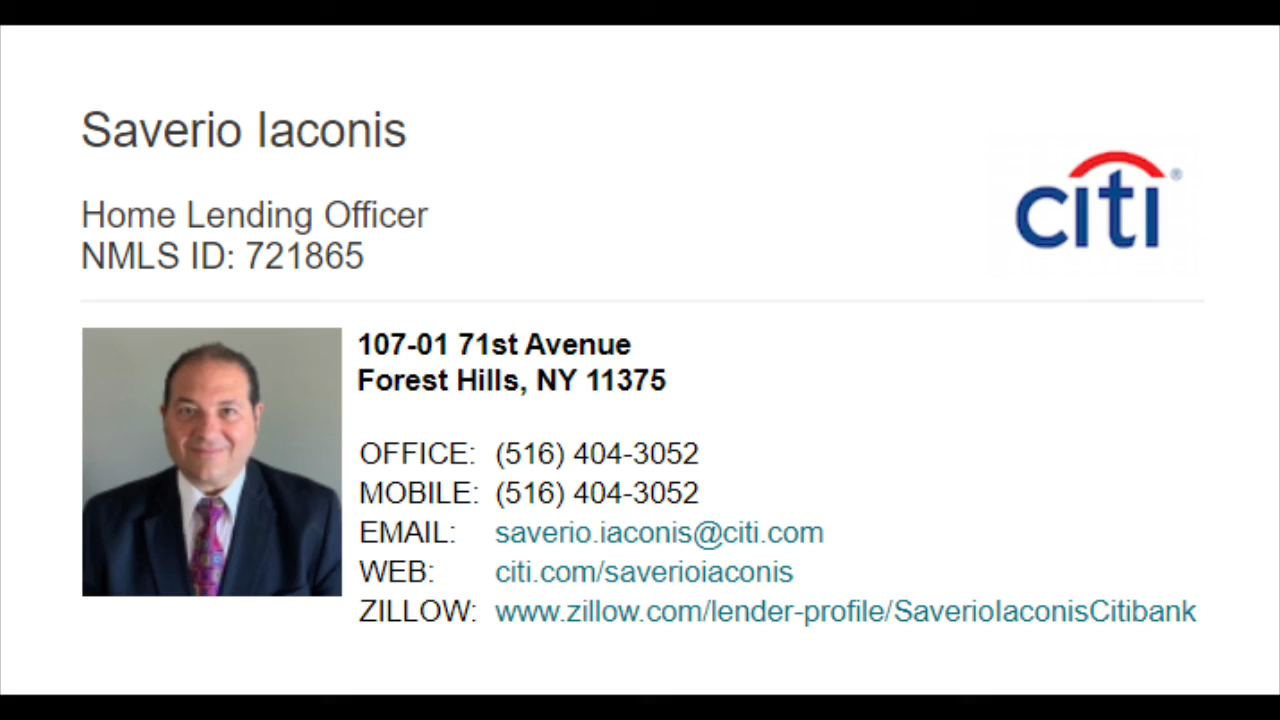 Saverio Iaconis
citi®
Home Lending Officer
NMLS ID: 721865
107-01 71st Avenue
Forest Hills, NY 11375
OFFICE: (516) 404-3052
MOBILE: (516) 404-3052
EMAIL: saverio.iaconis@citi.com
WEB: citi.com/saverioiaconis
ZILLOW: www.zillow.com/lender-profile/SaverioIaconisCitibank